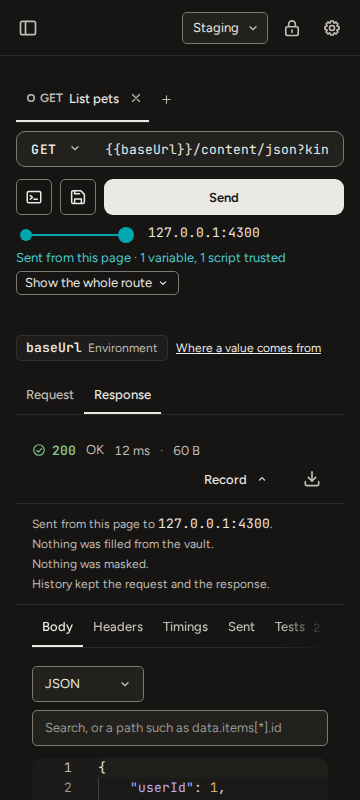 Staging
GET List pets
GET {{baseUrl}}/content/json?kin
Send
127.0.0.1:4300
Sent from this page · 1 variable, 1 script trusted
Show the whole route
baseUrl Environment Where a value comes from
Request Response
200 OK 12 ms · 60 B
Record
Sent from this page to 127.0.0.1:4300.
Nothing was filled from the vault.
Nothing was masked.
History kept the request and the response.
Body Headers Timings Sent Tests 2
JSON
Search, or a path such as data.items[*].id
1 {
2 "userId": 1,